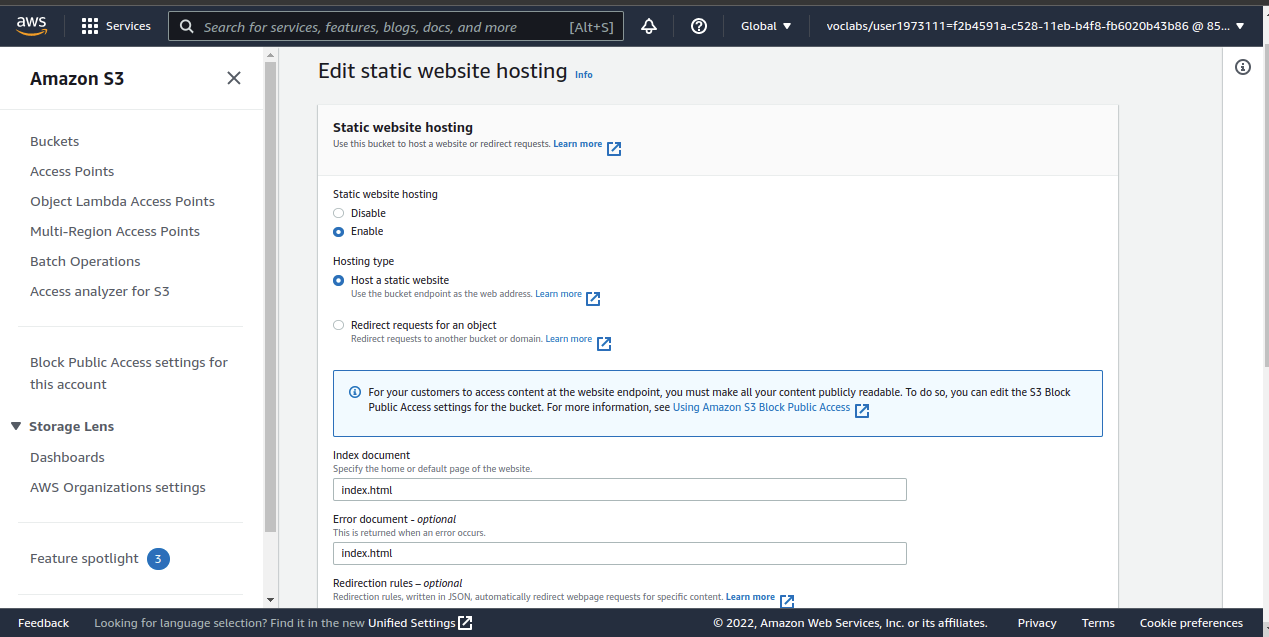 aws
Services
Search for services, features, blogs, docs, and more
[Alt+S]
Global
voclabs/user1973111=f2b4591a-c528-11eb-b4f8-fb6020b43b86 @ 85...
Amazon S3
Buckets
Access Points
Object Lambda Access Points
Multi-Region Access Points
Batch Operations
Access analyzer for S3
Block Public Access settings for
this account
Storage Lens
Dashboards
AWS Organizations settings
Feature spotlight 3
Edit static website hosting Info
Static website hosting
Use this bucket to host a website or redirect requests. Learn more
Static website hosting
Disable
Enable
Hosting type
Host a static website
Use the bucket endpoint as the web address. Learn more
Redirect requests for an object
Redirect requests to another bucket or domain. Learn more
For your customers to access content at the website endpoint, you must make all your content publicly readable. To do so, you can edit the S3 Block
Public Access settings for the bucket. For more information, see Using Amazon S3 Block Public Access
Index document
Specify the home or default page of the website.
index.html
Error document - optional
This is returned when an error occurs.
index.html
Redirection rules – optional
Redirection rules, written in JSON, automatically redirect webpage requests for specific content. Learn more
Feedback
Looking for language selection? Find it in the new Unified Settings
© 2022, Amazon Web Services, Inc. or its affiliates.
Privacy
Terms
Cookie preferences